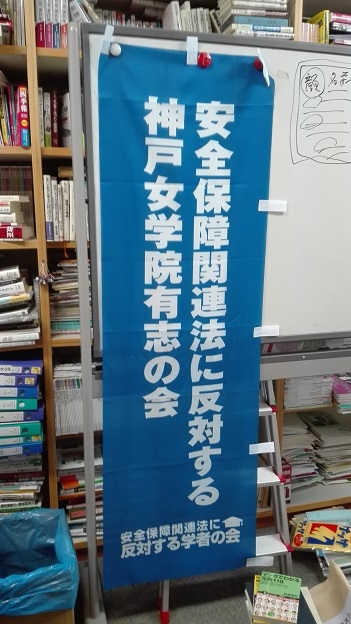 安全保障関連法に反対する
神戸女学院有志の会
安全保障関連法に
反対する学者の会